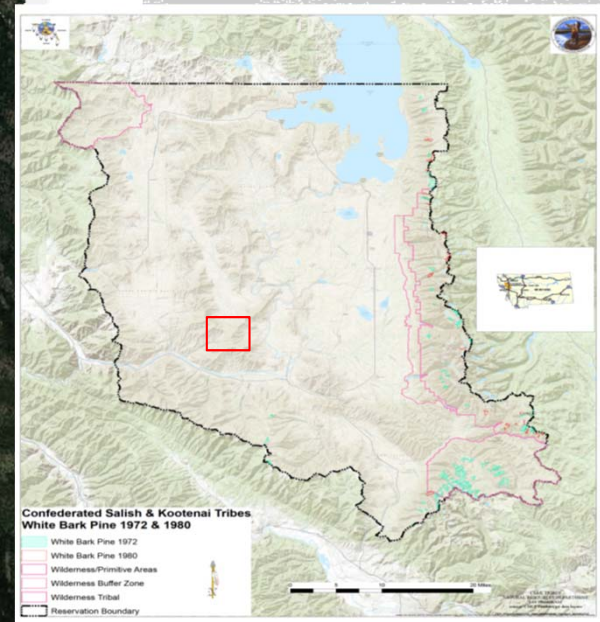 Confederated Salish & Kootenai Tribes
White Bark Pine 1972 & 1980
White Bark Pine 1972
White Bark Pine 1980
Wilderness/Primitive Areas
Wilderness Buffer Zone
Wilderness Tribal
Reservation Boundary
20 Miles